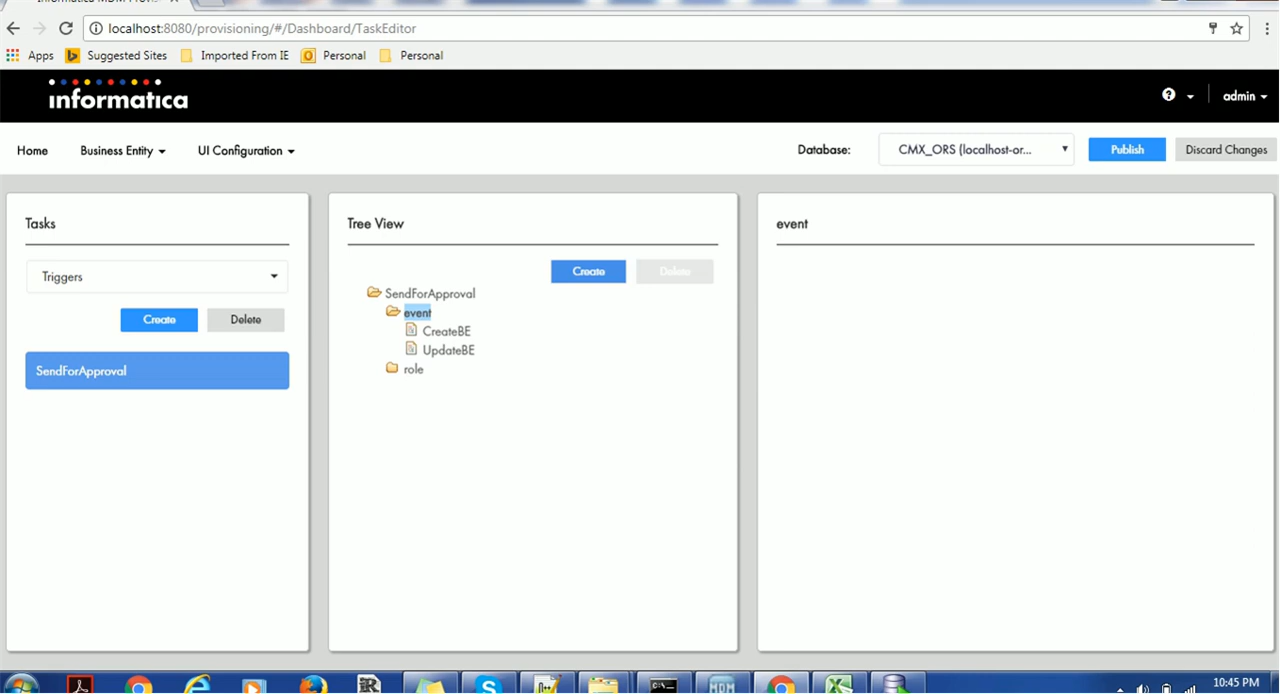 localhost:8080/provisioning/#/Dashboard/TaskEditor
Apps Suggested Sites Imported From IE Personal Personal
informatica
? admin
Home Business Entity UI Configuration Database: CMX_ORS (localhost-or... Publish Discard Changes
Tasks
Triggers
Create Delete
SendForApproval
Tree View
Create Delete
SendForApproval
event
CreateBE
UpdateBE
role
event
10:45 PM